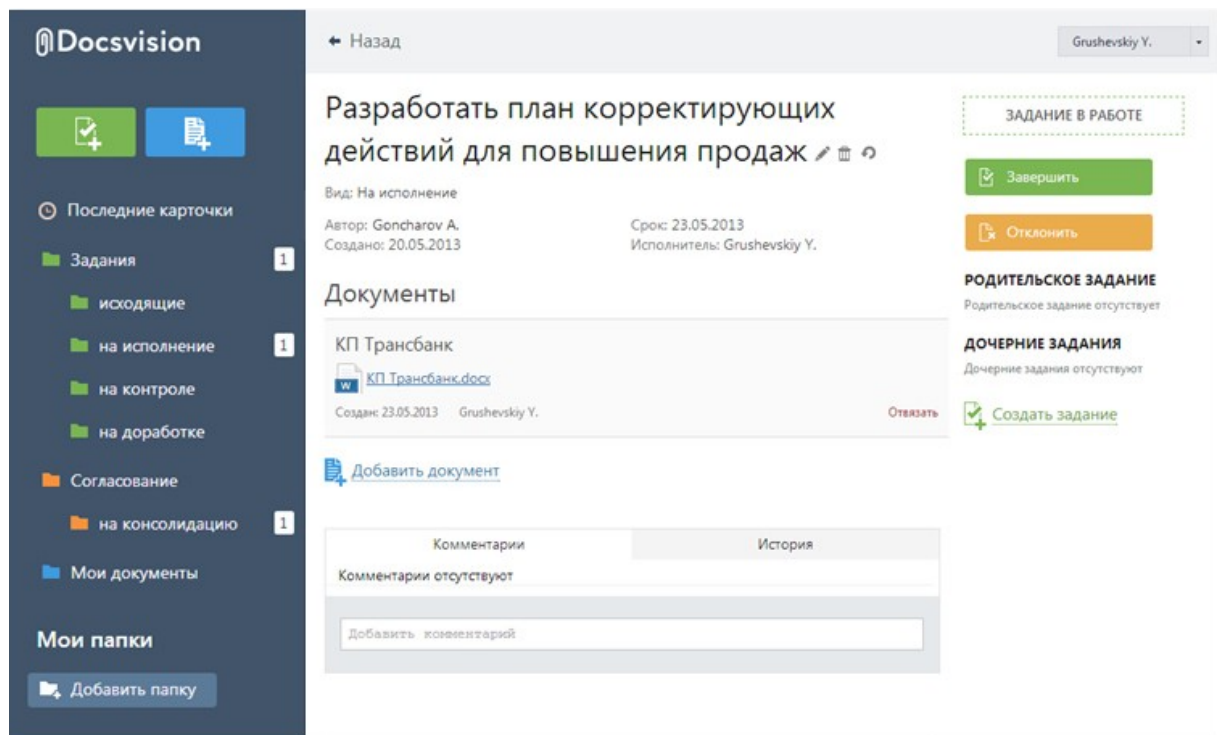 Docsvision
Последние карточки
Задания 1
исходящие
на исполнение 1
на контроле
на доработке
Согласование
на консолидацию 1
Мои документы
Мои папки
Добавить папку
Назад
Grushevskiy Y.
Разработать план корректирующих
действий для повышения продаж
Вид: На исполнение
Автор: Goncharov A.
Создано: 20.05.2013
Срок: 23.05.2013
Исполнитель: Grushevskiy Y.
Документы
КП Трансбанк
W
КП Трансбанк.docx
Создан: 23.05.2013 Grushevskiy Y. Отвязать
Добавить документ
Комментарии История
Комментарии отсутствуют
Добавить комментарий
ЗАДАНИЕ В РАБОТЕ
Завершить
Отклонить
РОДИТЕЛЬСКОЕ ЗАДАНИЕ
Родительское задание отсутствует
ДОЧЕРНИЕ ЗАДАНИЯ
Дочерние задания отсутствуют
Создать задание